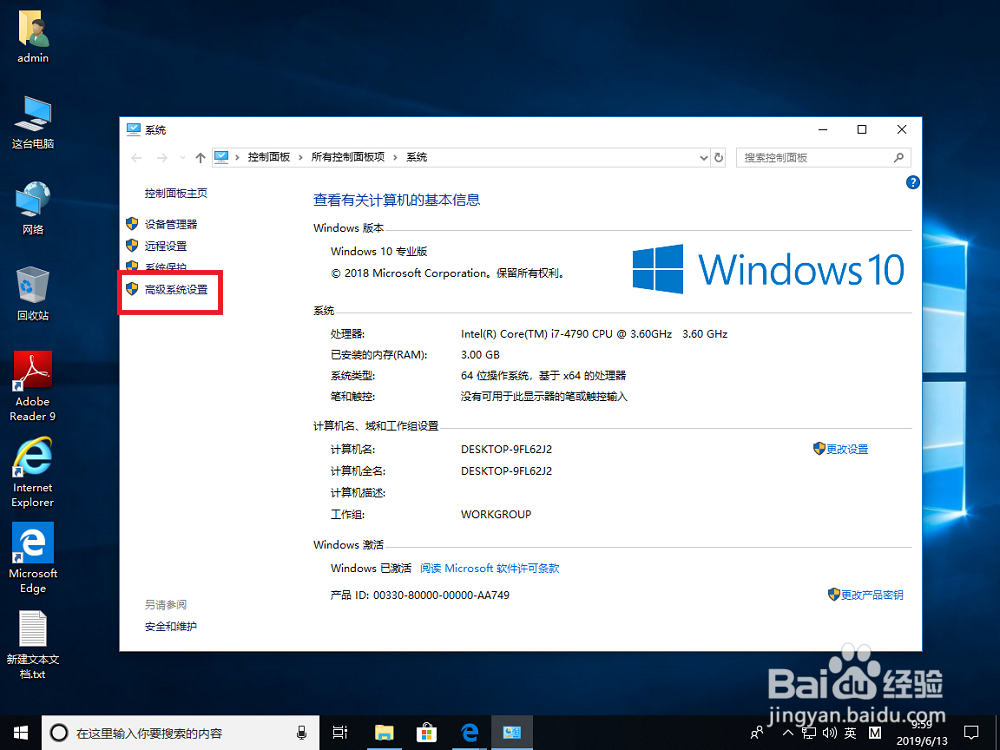 admin
这台电脑
网络
回收站
Adobe
Reader 9
Internet
Explorer
Microsoft
Edge
新建文本文
档.txt
系统
控制面板 › 所有控制面板项 › 系统
搜索控制面板
控制面板主页
设备管理器
远程设置
系统保护
高级系统设置
另请参阅
安全和维护
查看有关计算机的基本信息
Windows 版本
Windows 10 专业版
© 2018 Microsoft Corporation。保留所有权利。
Windows 10
系统
处理器: Intel(R) Core(TM) i7-4790 CPU @ 3.60GHz 3.60 GHz
已安装的内存(RAM): 3.00 GB
系统类型: 64 位操作系统，基于 x64 的处理器
笔和触控: 没有可用于此显示器的笔或触控输入
计算机名、域和工作组设置
计算机名: DESKTOP-9FL62J2
更改设置
计算机全名: DESKTOP-9FL62J2
计算机描述:
工作组: WORKGROUP
Windows 激活
Windows 已激活 阅读 Microsoft 软件许可条款
产品 ID: 00330-80000-00000-AA749
更改产品密钥
Baidu 经验
jingyan.baidu.com
在这里输入你要搜索的内容
英
M
9:59
2019/6/13